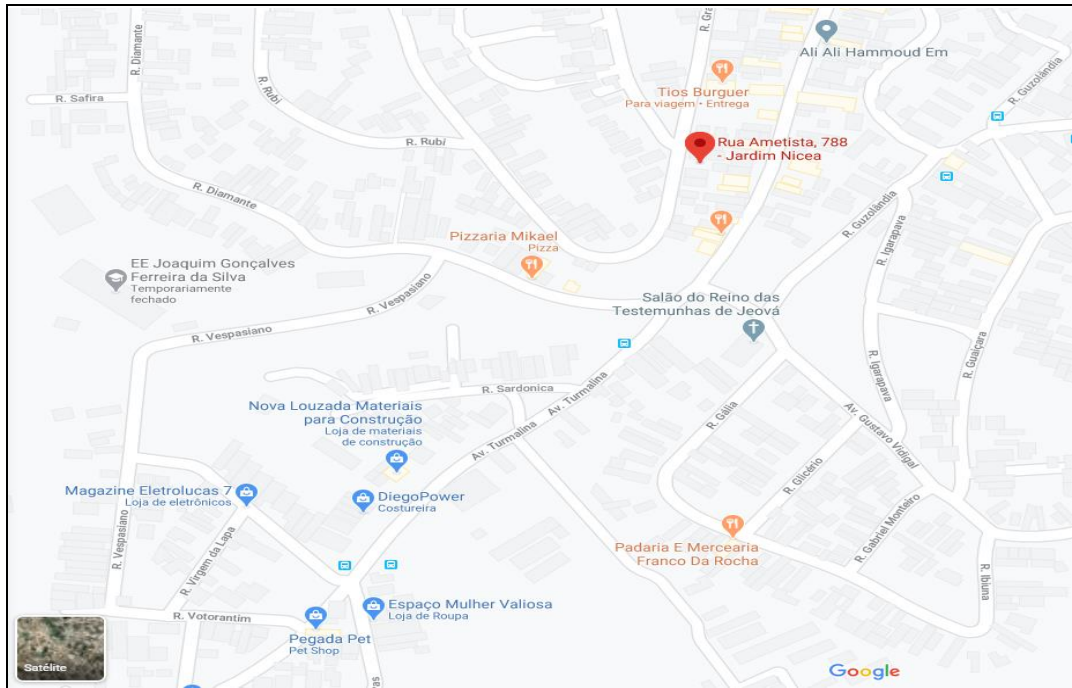 R. Diamante
R. Safira
R. Rubi
R. Rubi
R. Gra
Ali Ali Hammoud Em
R. Guzolândia
Tios Burguer
Para viagem • Entrega
Rua Ametista, 788
- Jardim Nicea
R. Diamante
R. Guzolândia
R. Igarapava
Pizzaria Mikael
Pizza
EE Joaquim Gonçalves
Ferreira da Silva
Temporariamente
fechado
R. Vespasiano
R. Vespasiano
Salão do Reino das
Testemunhas de Jeová
R. Igarapava
R. Guaiçara
R. Sardonica
Av. Turmalina
Av. Turmalina
R. Gália
Av. Gustavo Vidigal
Nova Louzada Materiais
para Construção
Loja de materiais
de construção
R. Glicério
Magazine Eletrolucas 7
Loja de eletrônicos
DiegoPower
Costureira
R. Gabriel Monteiro
R. Vespasiano
R. Virgem da Lapa
Padaria E Mercearia
Franco Da Rocha
R. Ibiuna
R. Votorantim
Espaço Mulher Valiosa
Loja de Roupa
Pegada Pet
Pet Shop
ras
Satélite
Google